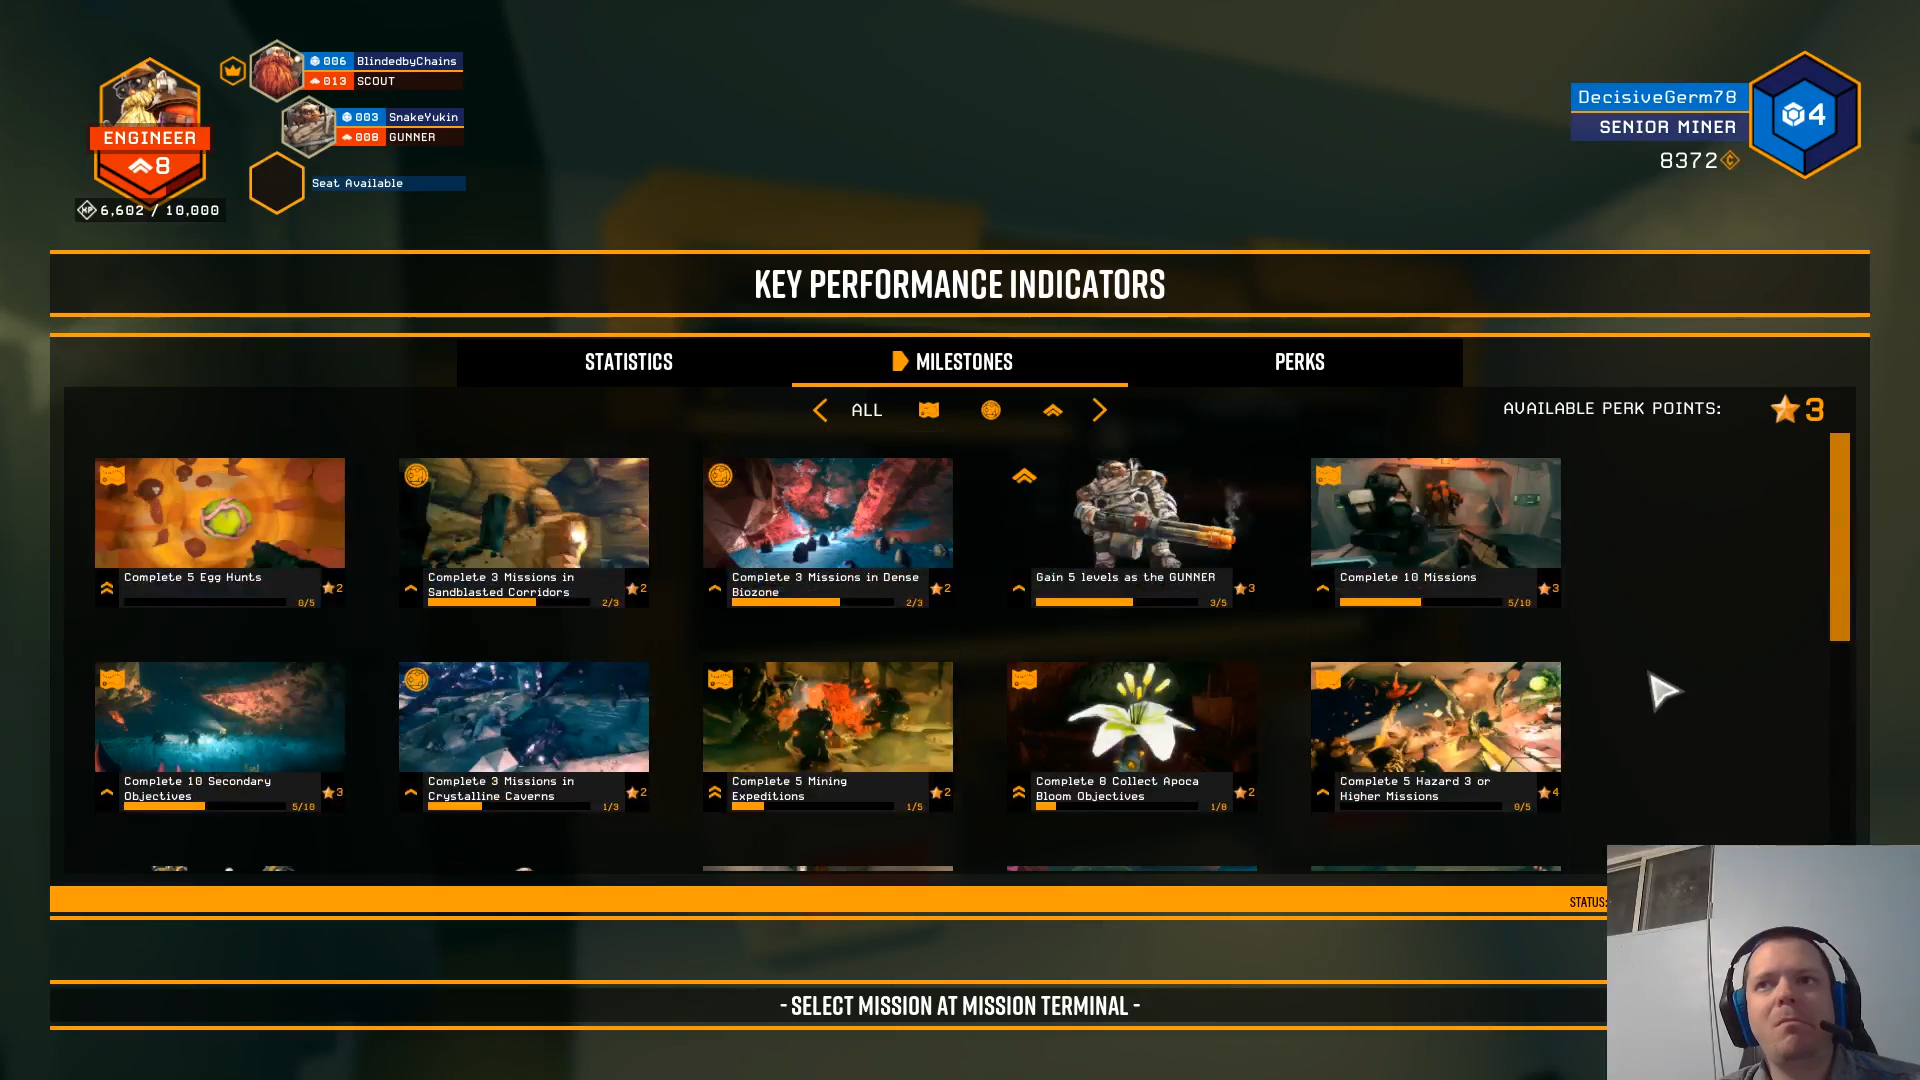 006 BlindedbyChains
013 SCOUT
003 SnakeYukin
008 GUNNER
Seat Available
ENGINEER
8
6,602 / 10,000
DecisiveGerm78
SENIOR MINER
8372
4
KEY PERFORMANCE INDICATORS
STATISTICS
MILESTONES
PERKS
ALL
AVAILABLE PERK POINTS:
3
Complete 5 Egg Hunts
2
0/5
Complete 3 Missions in
Sandblasted Corridors
2
2/3
Complete 3 Missions in Dense
Biozone
2
2/3
Gain 5 levels as the GUNNER
3
3/5
Complete 10 Missions
3
5/10
Complete 10 Secondary
Objectives
3
5/10
Complete 3 Missions in
Crystalline Caverns
2
1/3
Complete 5 Mining
Expeditions
2
1/5
Complete 8 Collect Apoca
Bloom Objectives
2
1/8
Complete 5 Hazard 3 or
Higher Missions
4
0/5
STATUS:
- SELECT MISSION AT MISSION TERMINAL -